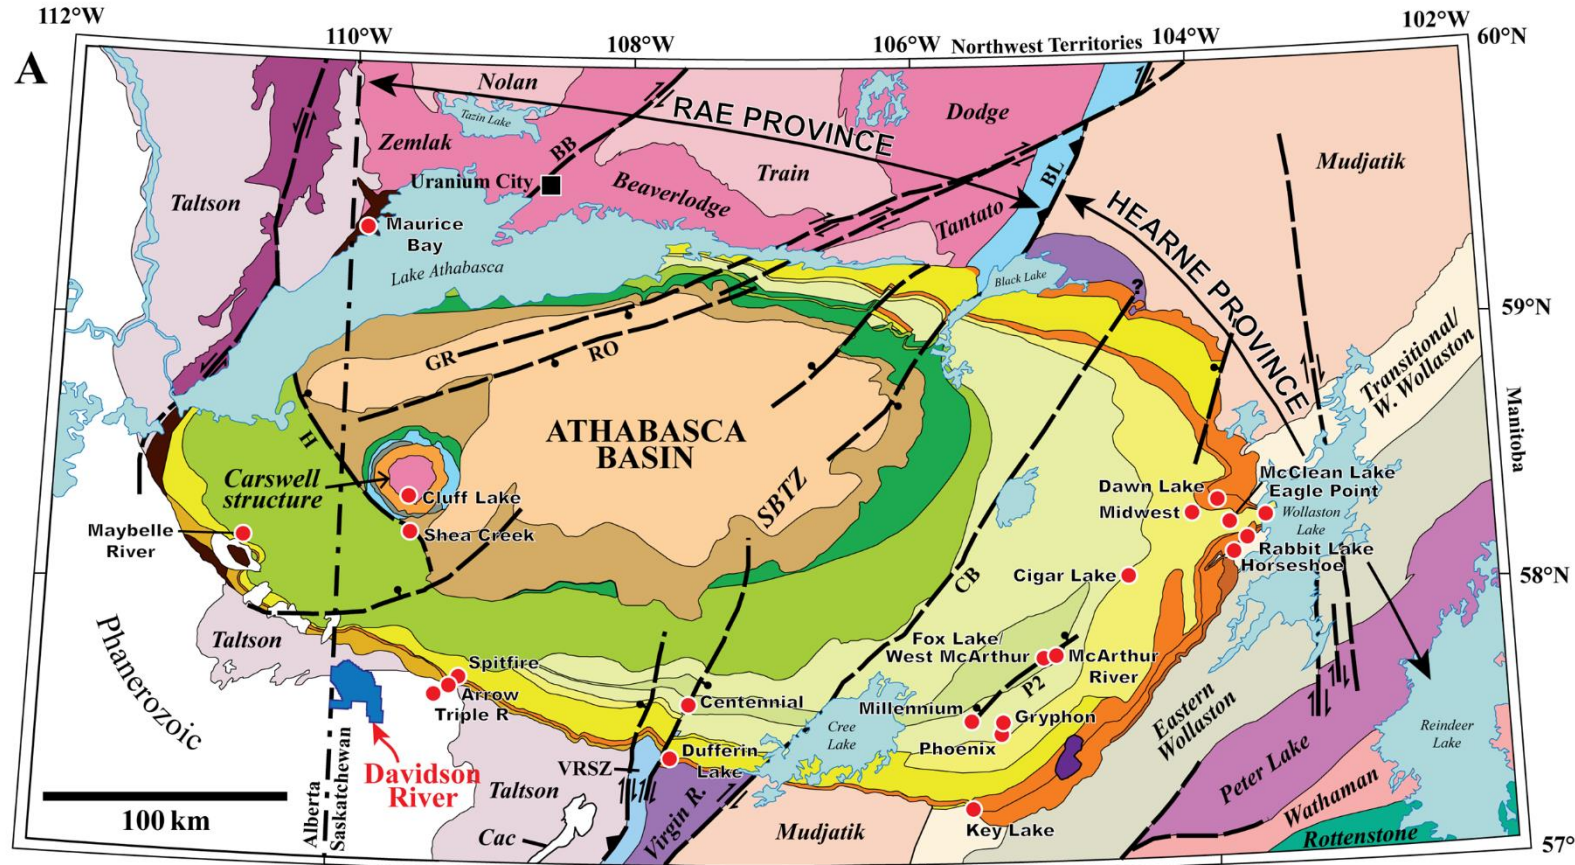 112°W
110°W
108°W
106°W
Northwest Territories
104°W
102°W
60°N
A
Nolan
Tazin Lake
Zemlak
BB
RAE PROVINCE
Dodge
Uranium City
Beaverlodge
Train
BL
Mudjatik
Taltson
Maurice
Bay
Tantato
HEARNE PROVINCE
Lake Athabasca
Black Lake
?
59°N
GR
RO
Transitional/
W. Wollaston
Manitoba
H
ATHABASCA
BASIN
Carswell
structure
Cluff Lake
SBTZ
McClean Lake
Eagle Point
Dawn Lake
Midwest
Wollaston
Lake
Maybelle
River
Shea Creek
Rabbit Lake
Horseshoe
Cigar Lake
CB
58°N
Phanerozoic
Taltson
Fox Lake/
West McArthur
McArthur
River
P2
Spitfire
Arrow
Triple R
Centennial
Millennium
Gryphon
Phoenix
Cree
Lake
Eastern
Wollaston
Reindeer
Lake
Davidson
River
Dufferin
Lake
VRSZ
Taltson
Virgin R.
Peter Lake
Wathaman
100 km
Alberta
Saskatchewan
Cac
Mudjatik
Key Lake
Rottenstone
57°